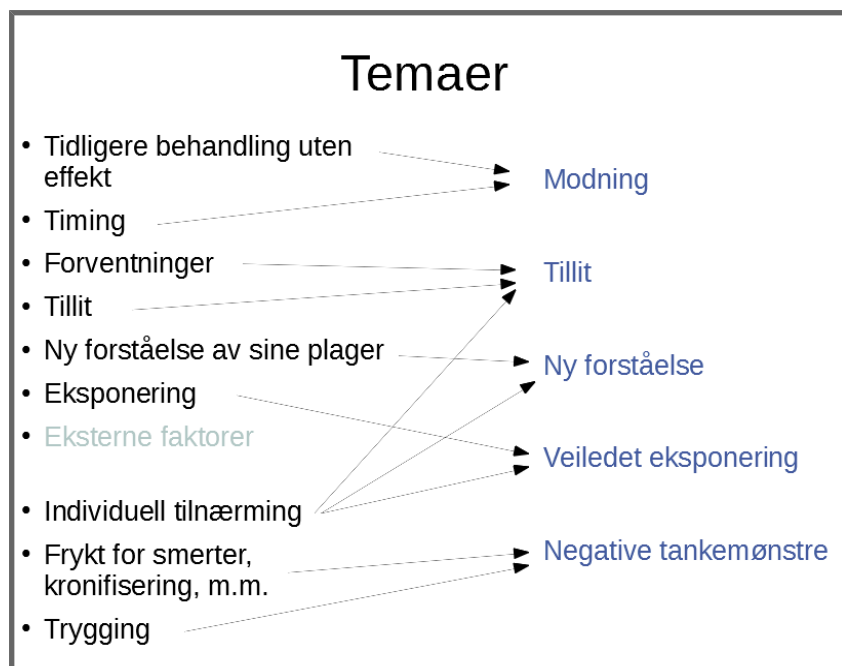 Temaer
• Tidligere behandling uten
effekt
• Timing
• Forventninger
• Tillit
• Ny forståelse av sine plager
• Eksponering
• Eksterne faktorer
• Individuell tilnærming
• Frykt for smerter,
kronifisering, m.m.
• Trygging
Modning
Tillit
Ny forståelse
Veiledet eksponering
Negative tankemønstre